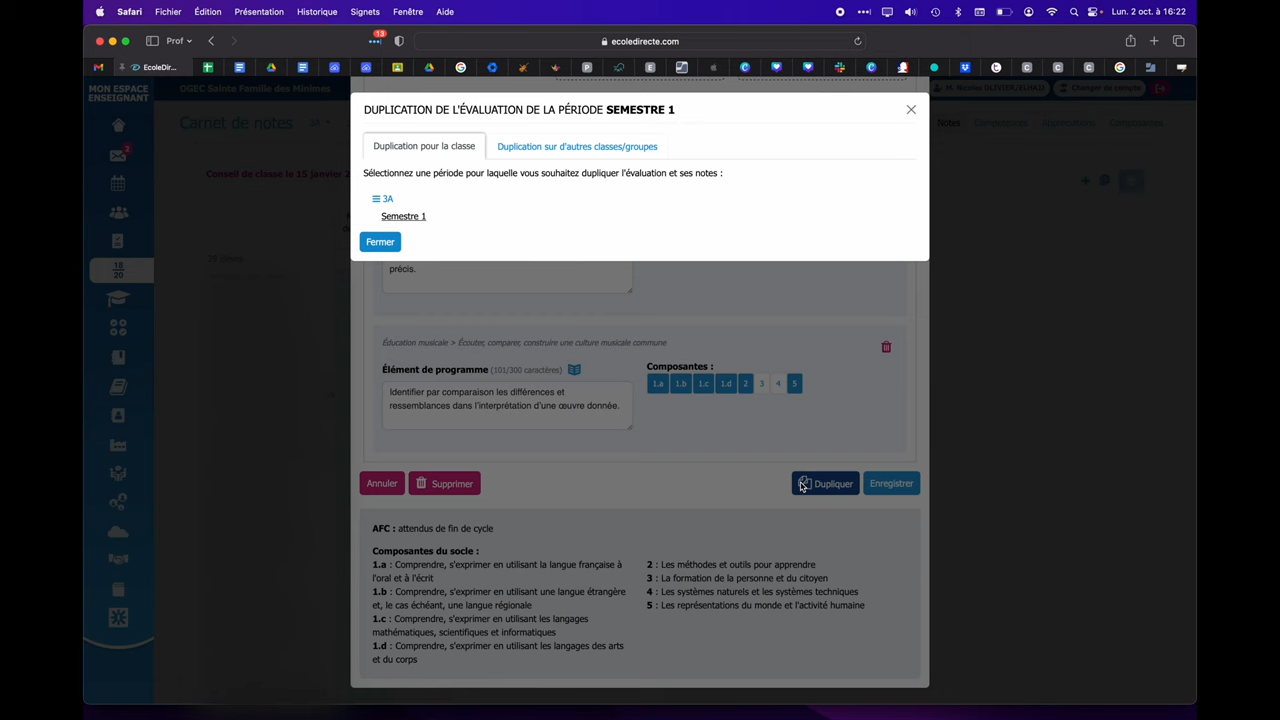 Safari Fichier Édition Présentation Historique Signets Fenêtre Aide
Lun. 2 oct. à 16:22
Prof
13
ecoledirecte.com
EcoleDir...
MON ESPACE
ENSEIGNANT
OGEC Sainte Famille des Minimes
M. Nicolas OLIVIER/ELHAJJ
Changer de compte
Carnet de notes
3A
Notes
Compétences
Appréciations
Conseil de classe le 15 janvier
2
18
20
DUPLICATION DE L'ÉVALUATION DE LA PÉRIODE SEMESTRE 1
Duplication pour la classe
Duplication sur d'autres classes/groupes
Sélectionnez une période pour laquelle vous souhaitez dupliquer l'évaluation et ses notes :
3A
Semestre 1
Fermer
précis.
Éducation musicale > Écouter, comparer, construire une culture musicale commune
Élément de programme (101/300 caractères)
Identifier par comparaison les différences et
ressemblances dans l'interprétation d'une œuvre donnée.
Composantes :
1.a 1.b 1.c 1.d 2 3 4 5
Annuler
Supprimer
Dupliquer
Enregistrer
AFC : attendus de fin de cycle
Composantes du socle :
1.a : Comprendre, s'exprimer en utilisant la langue française à
l'oral et à l'écrit
1.b : Comprendre, s'exprimer en utilisant une langue étrangère
et, le cas échéant, une langue régionale
1.c : Comprendre, s'exprimer en utilisant les langages
mathématiques, scientifiques et informatiques
1.d : Comprendre, s'exprimer en utilisant les langages des arts
et du corps
2 : Les méthodes et outils pour apprendre
3 : La formation de la personne et du citoyen
4 : Les systèmes naturels et les systèmes techniques
5 : Les représentations du monde et l'activité humaine